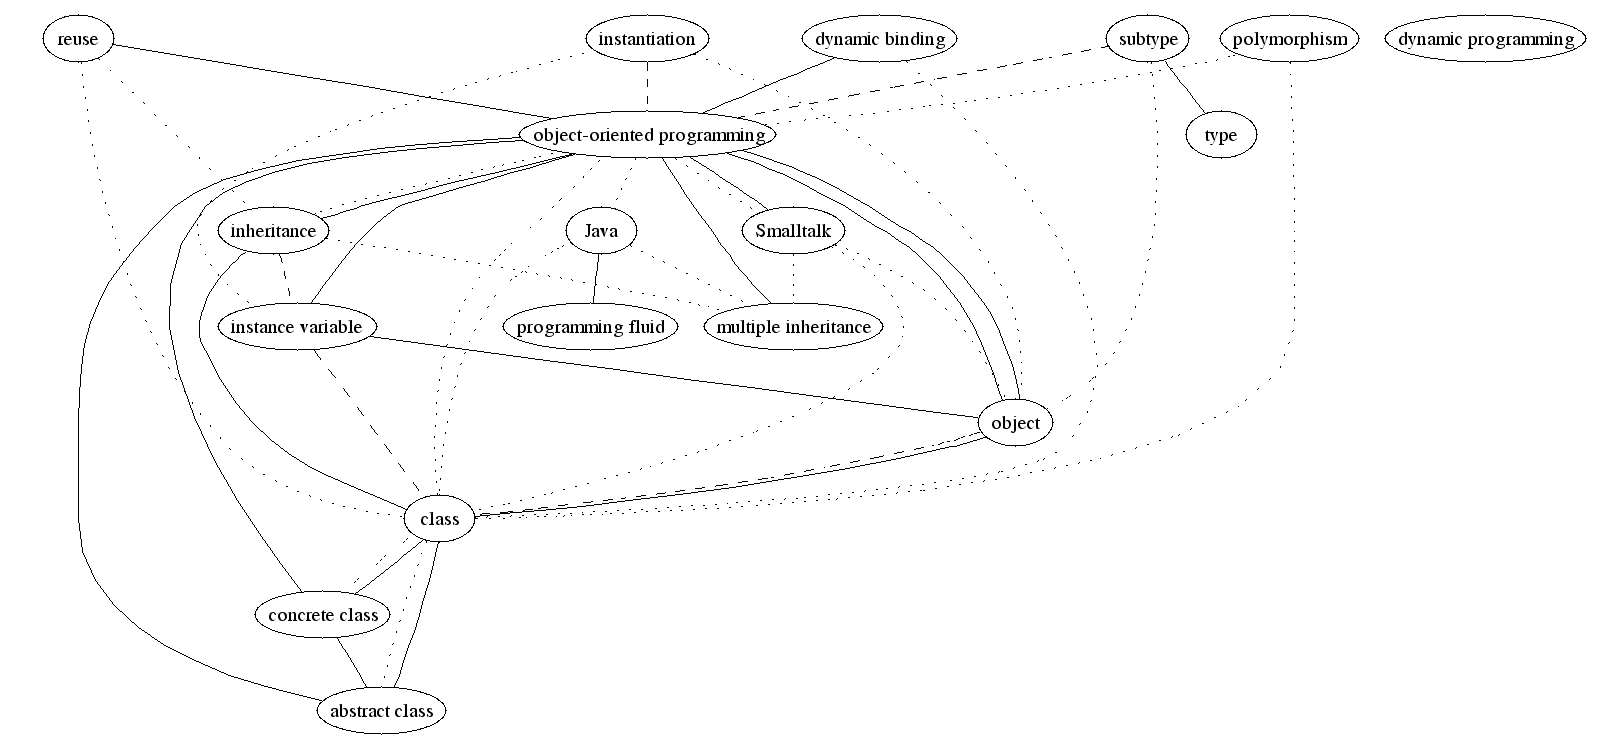 reuse
instantiation
dynamic binding
subtype
polymorphism
dynamic programming
object-oriented programming
type
inheritance
Java
Smalltalk
instance variable
programming fluid
multiple inheritance
object
class
concrete class
abstract class